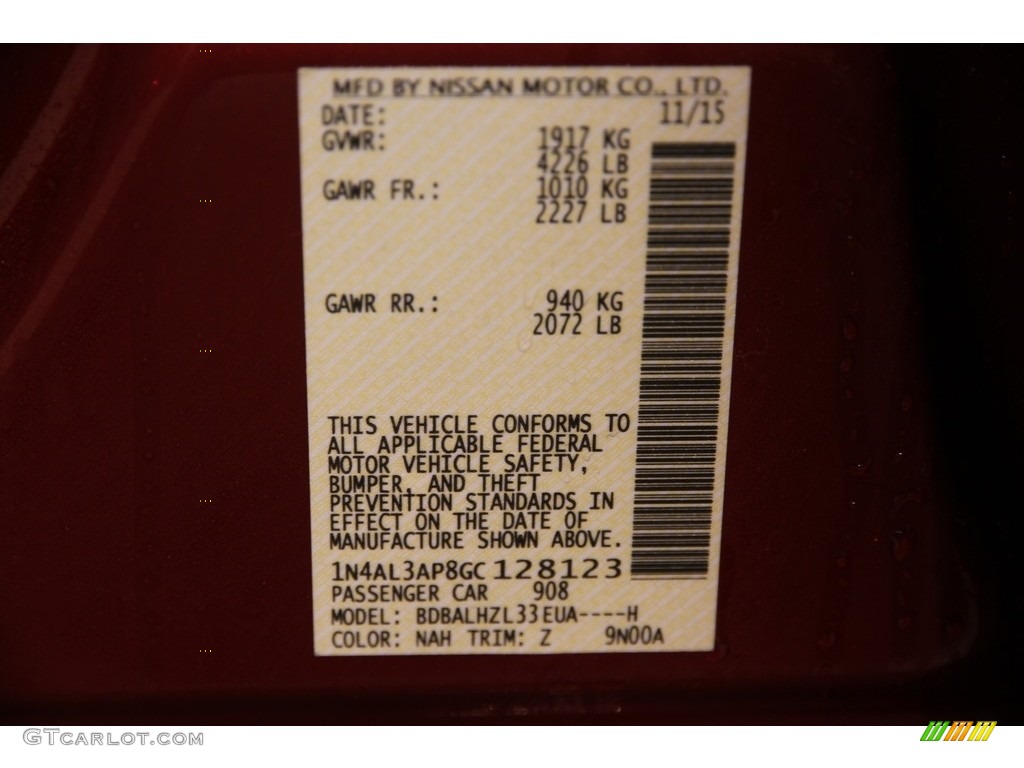 MFD BY NISSAN MOTOR CO., LTD.
DATE: 11/15
GVWR: 1917 KG
4226 LB
GAWR FR.: 1010 KG
2227 LB
GAWR RR.: 940 KG
2072 LB
THIS VEHICLE CONFORMS TO
ALL APPLICABLE FEDERAL
MOTOR VEHICLE SAFETY,
BUMPER, AND THEFT
PREVENTION STANDARDS IN
EFFECT ON THE DATE OF
MANUFACTURE SHOWN ABOVE.
1N4AL3AP8GC128123
PASSENGER CAR 908
MODEL: BDBALHZL33EUA----H
COLOR: NAH TRIM: Z 9N00A
GTcarlot.com